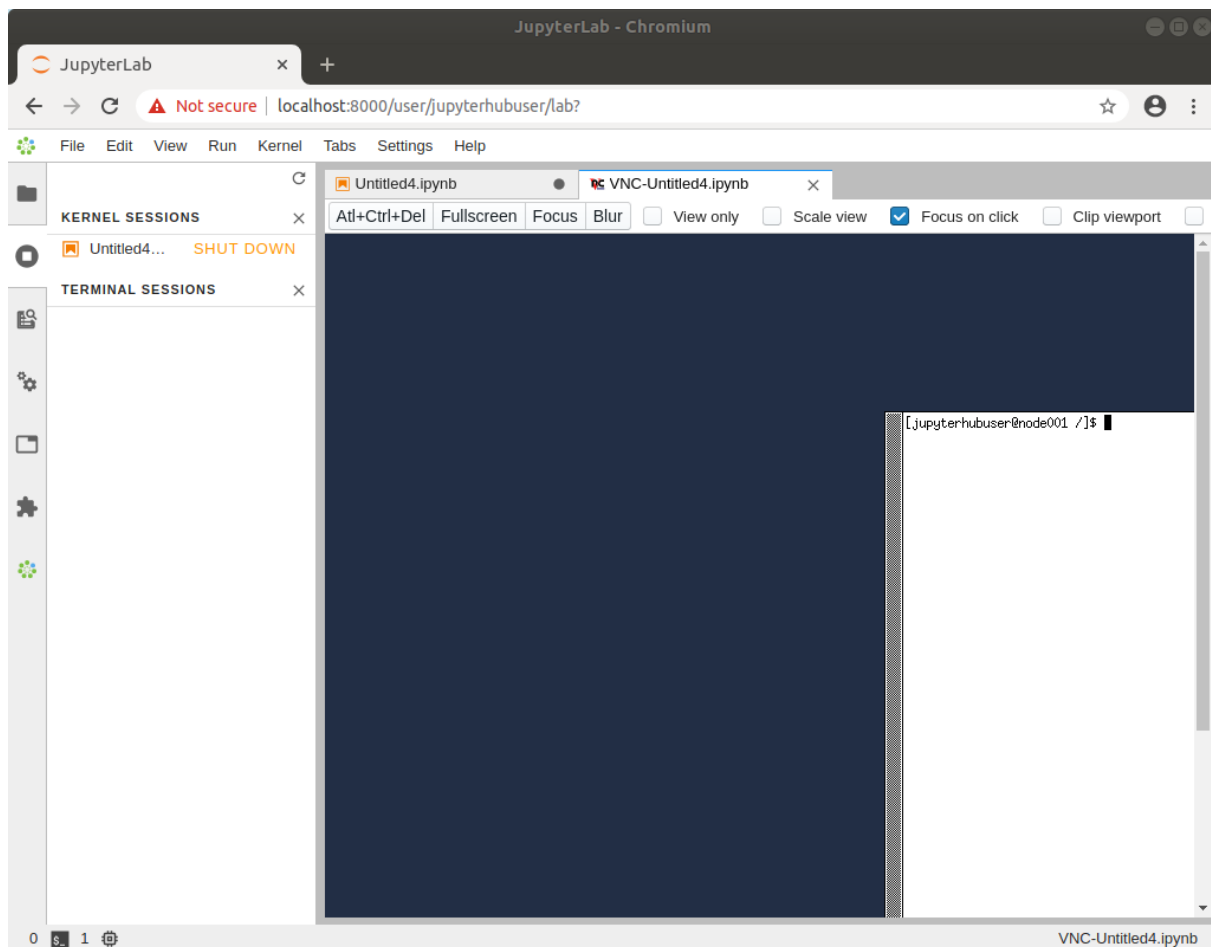 JupyterLab - Chromium
JupyterLab
Not secure localhost:8000/user/jupyterhubuser/lab?
File Edit View Run Kernel Tabs Settings Help
Untitled4.ipynb VNC-Untitled4.ipynb
KERNEL SESSIONS
Atl+Ctrl+Del Fullscreen Focus Blur View only Scale view Focus on click Clip viewport
Untitled4… SHUT DOWN
TERMINAL SESSIONS
[jupyterhubuser@node001 /]$
0 $_ 1 VNC-Untitled4.ipynb